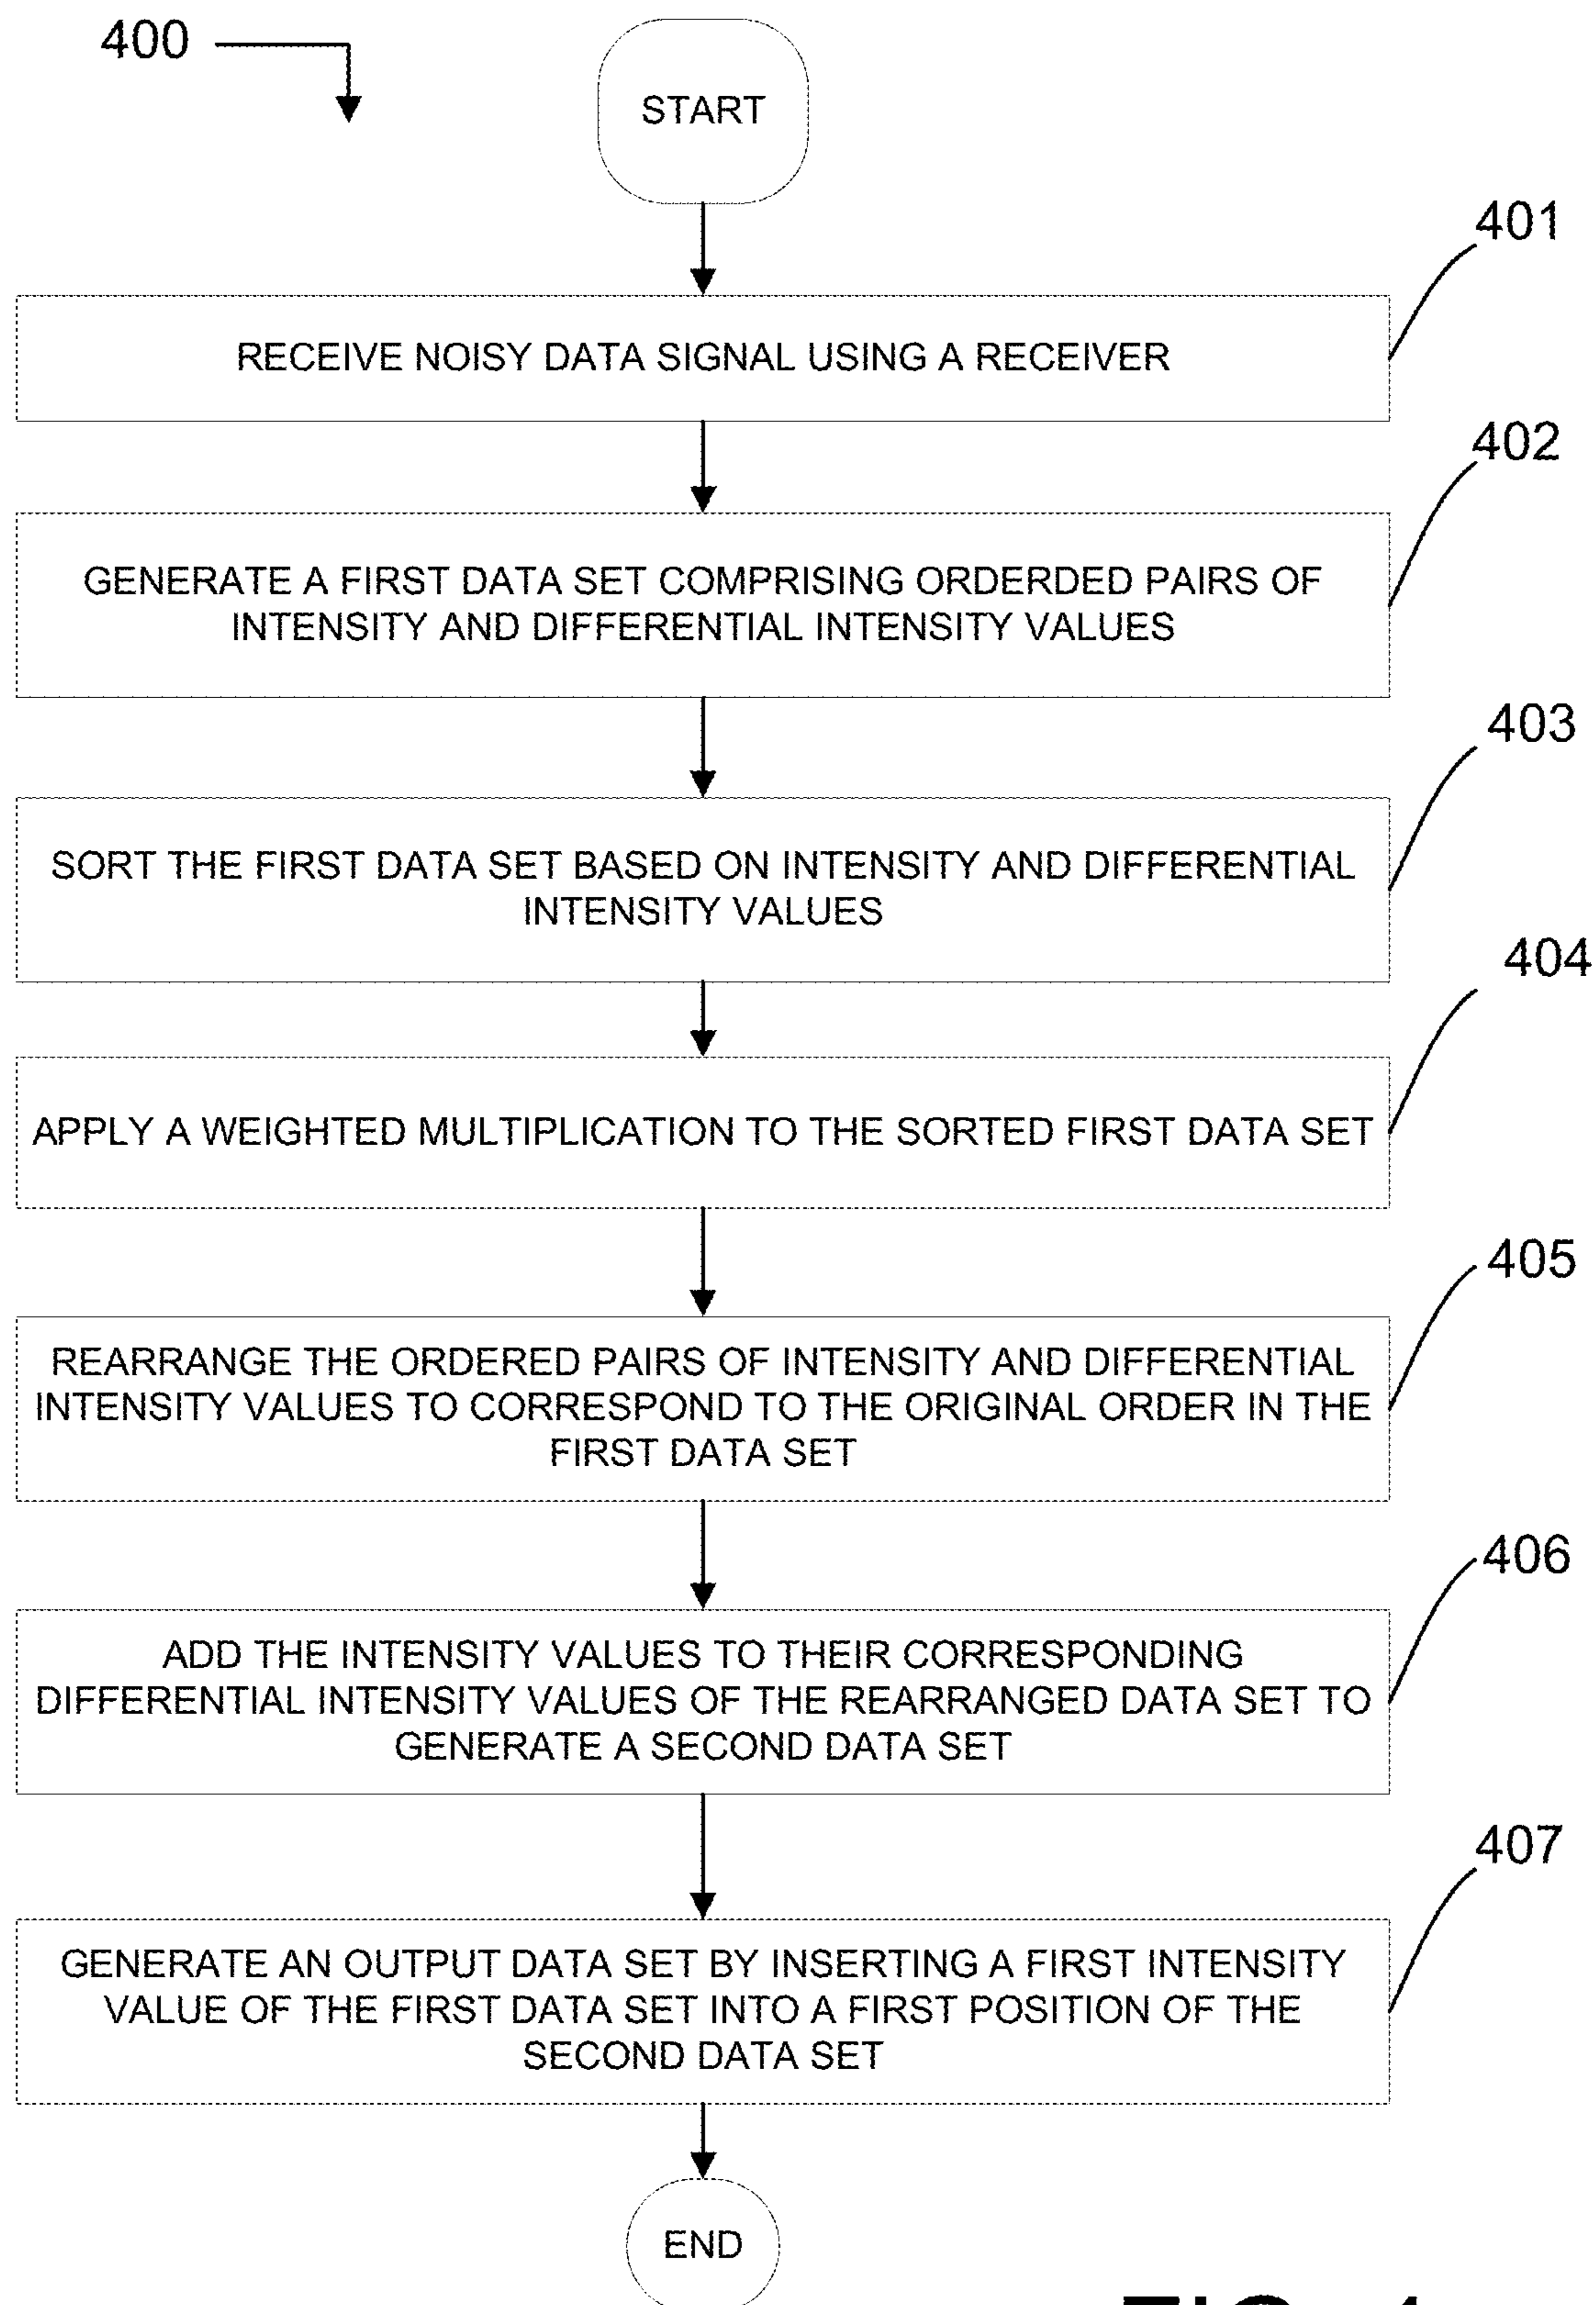 400
START
401
RECEIVE NOISY DATA SIGNAL USING A RECEIVER
402
GENERATE A FIRST DATA SET COMPRISING ORDERDED PAIRS OF
INTENSITY AND DIFFERENTIAL INTENSITY VALUES
403
SORT THE FIRST DATA SET BASED ON INTENSITY AND DIFFERENTIAL
INTENSITY VALUES
404
APPLY A WEIGHTED MULTIPLICATION TO THE SORTED FIRST DATA SET
405
REARRANGE THE ORDERED PAIRS OF INTENSITY AND DIFFERENTIAL
INTENSITY VALUES TO CORRESPOND TO THE ORIGINAL ORDER IN THE
FIRST DATA SET
406
ADD THE INTENSITY VALUES TO THEIR CORRESPONDING
DIFFERENTIAL INTENSITY VALUES OF THE REARRANGED DATA SET TO
GENERATE A SECOND DATA SET
407
GENERATE AN OUTPUT DATA SET BY INSERTING A FIRST INTENSITY
VALUE OF THE FIRST DATA SET INTO A FIRST POSITION OF THE
SECOND DATA SET
END